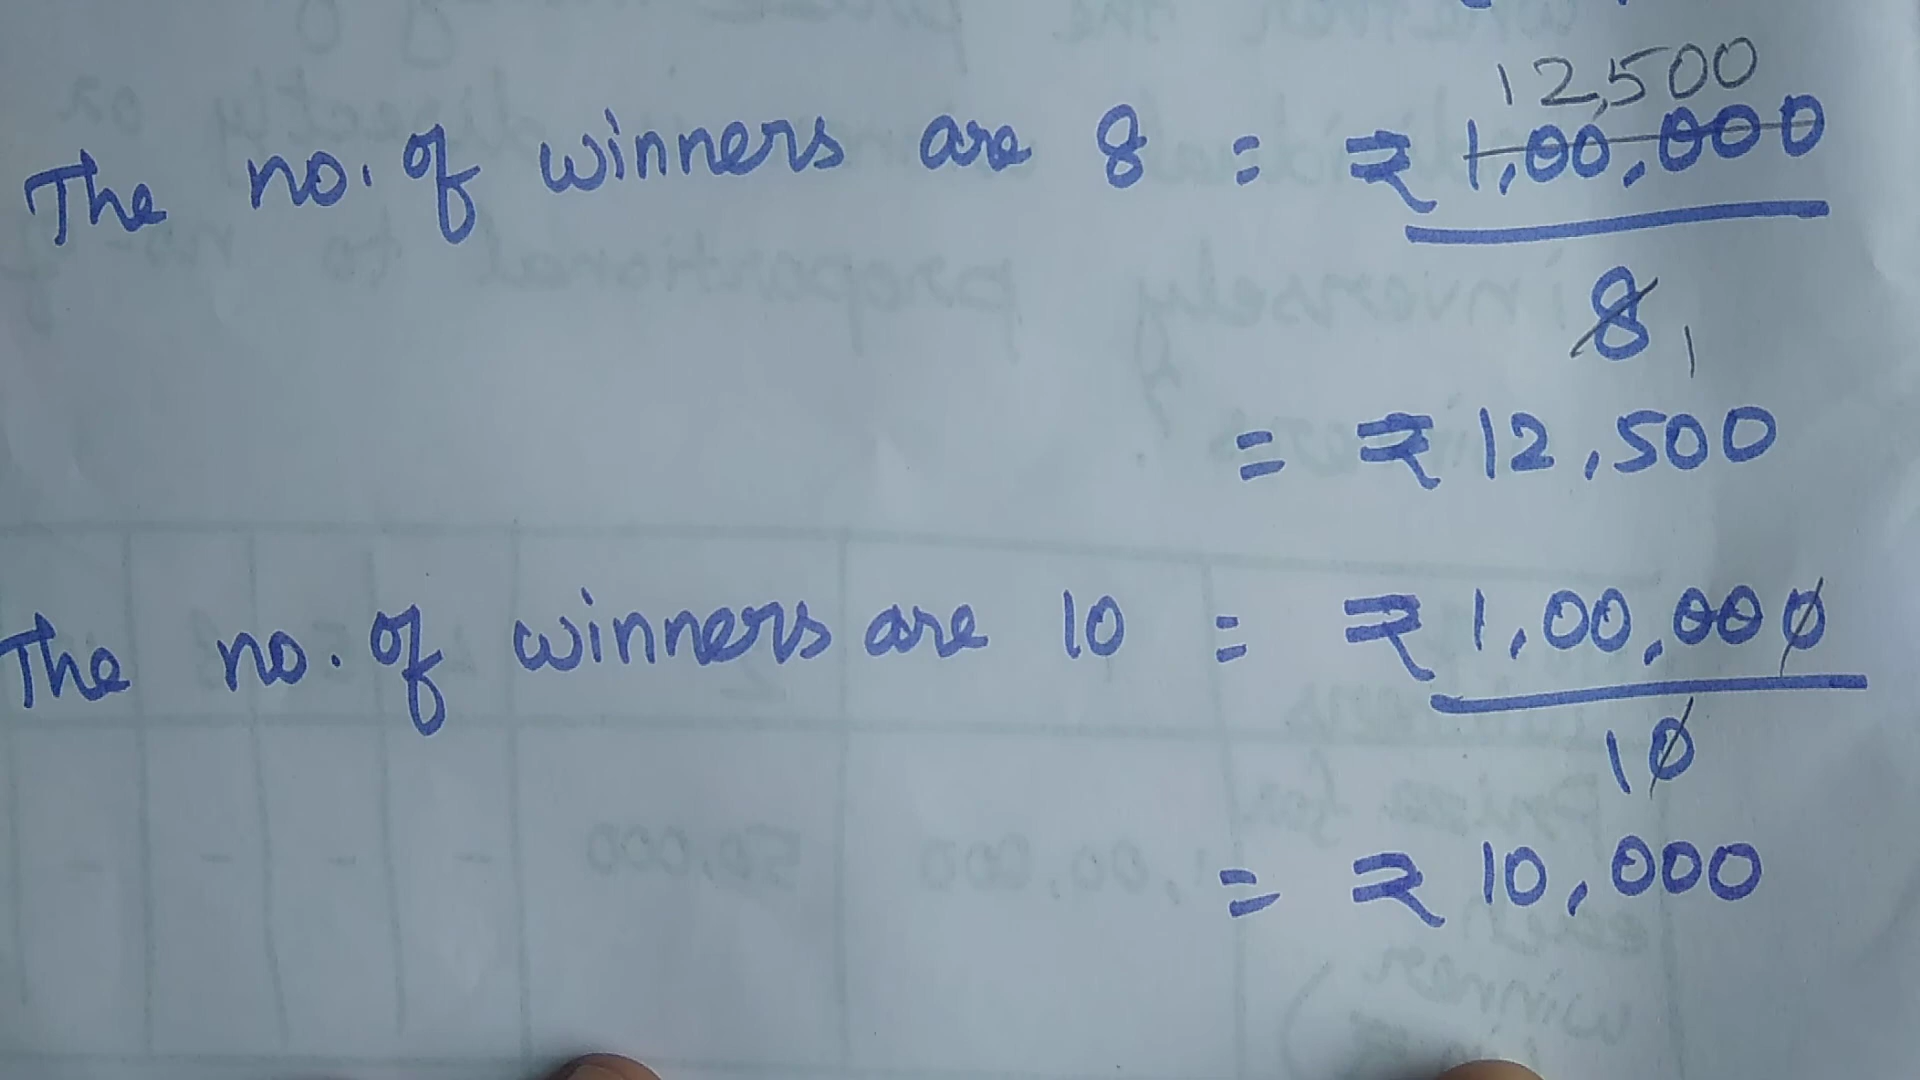 12,500
The no. of winners are 8 = ₹ 1,00,000
8 1
= ₹ 12,500
The no. of winners are 10 = ₹ 1,00,000
10
= ₹ 10,000